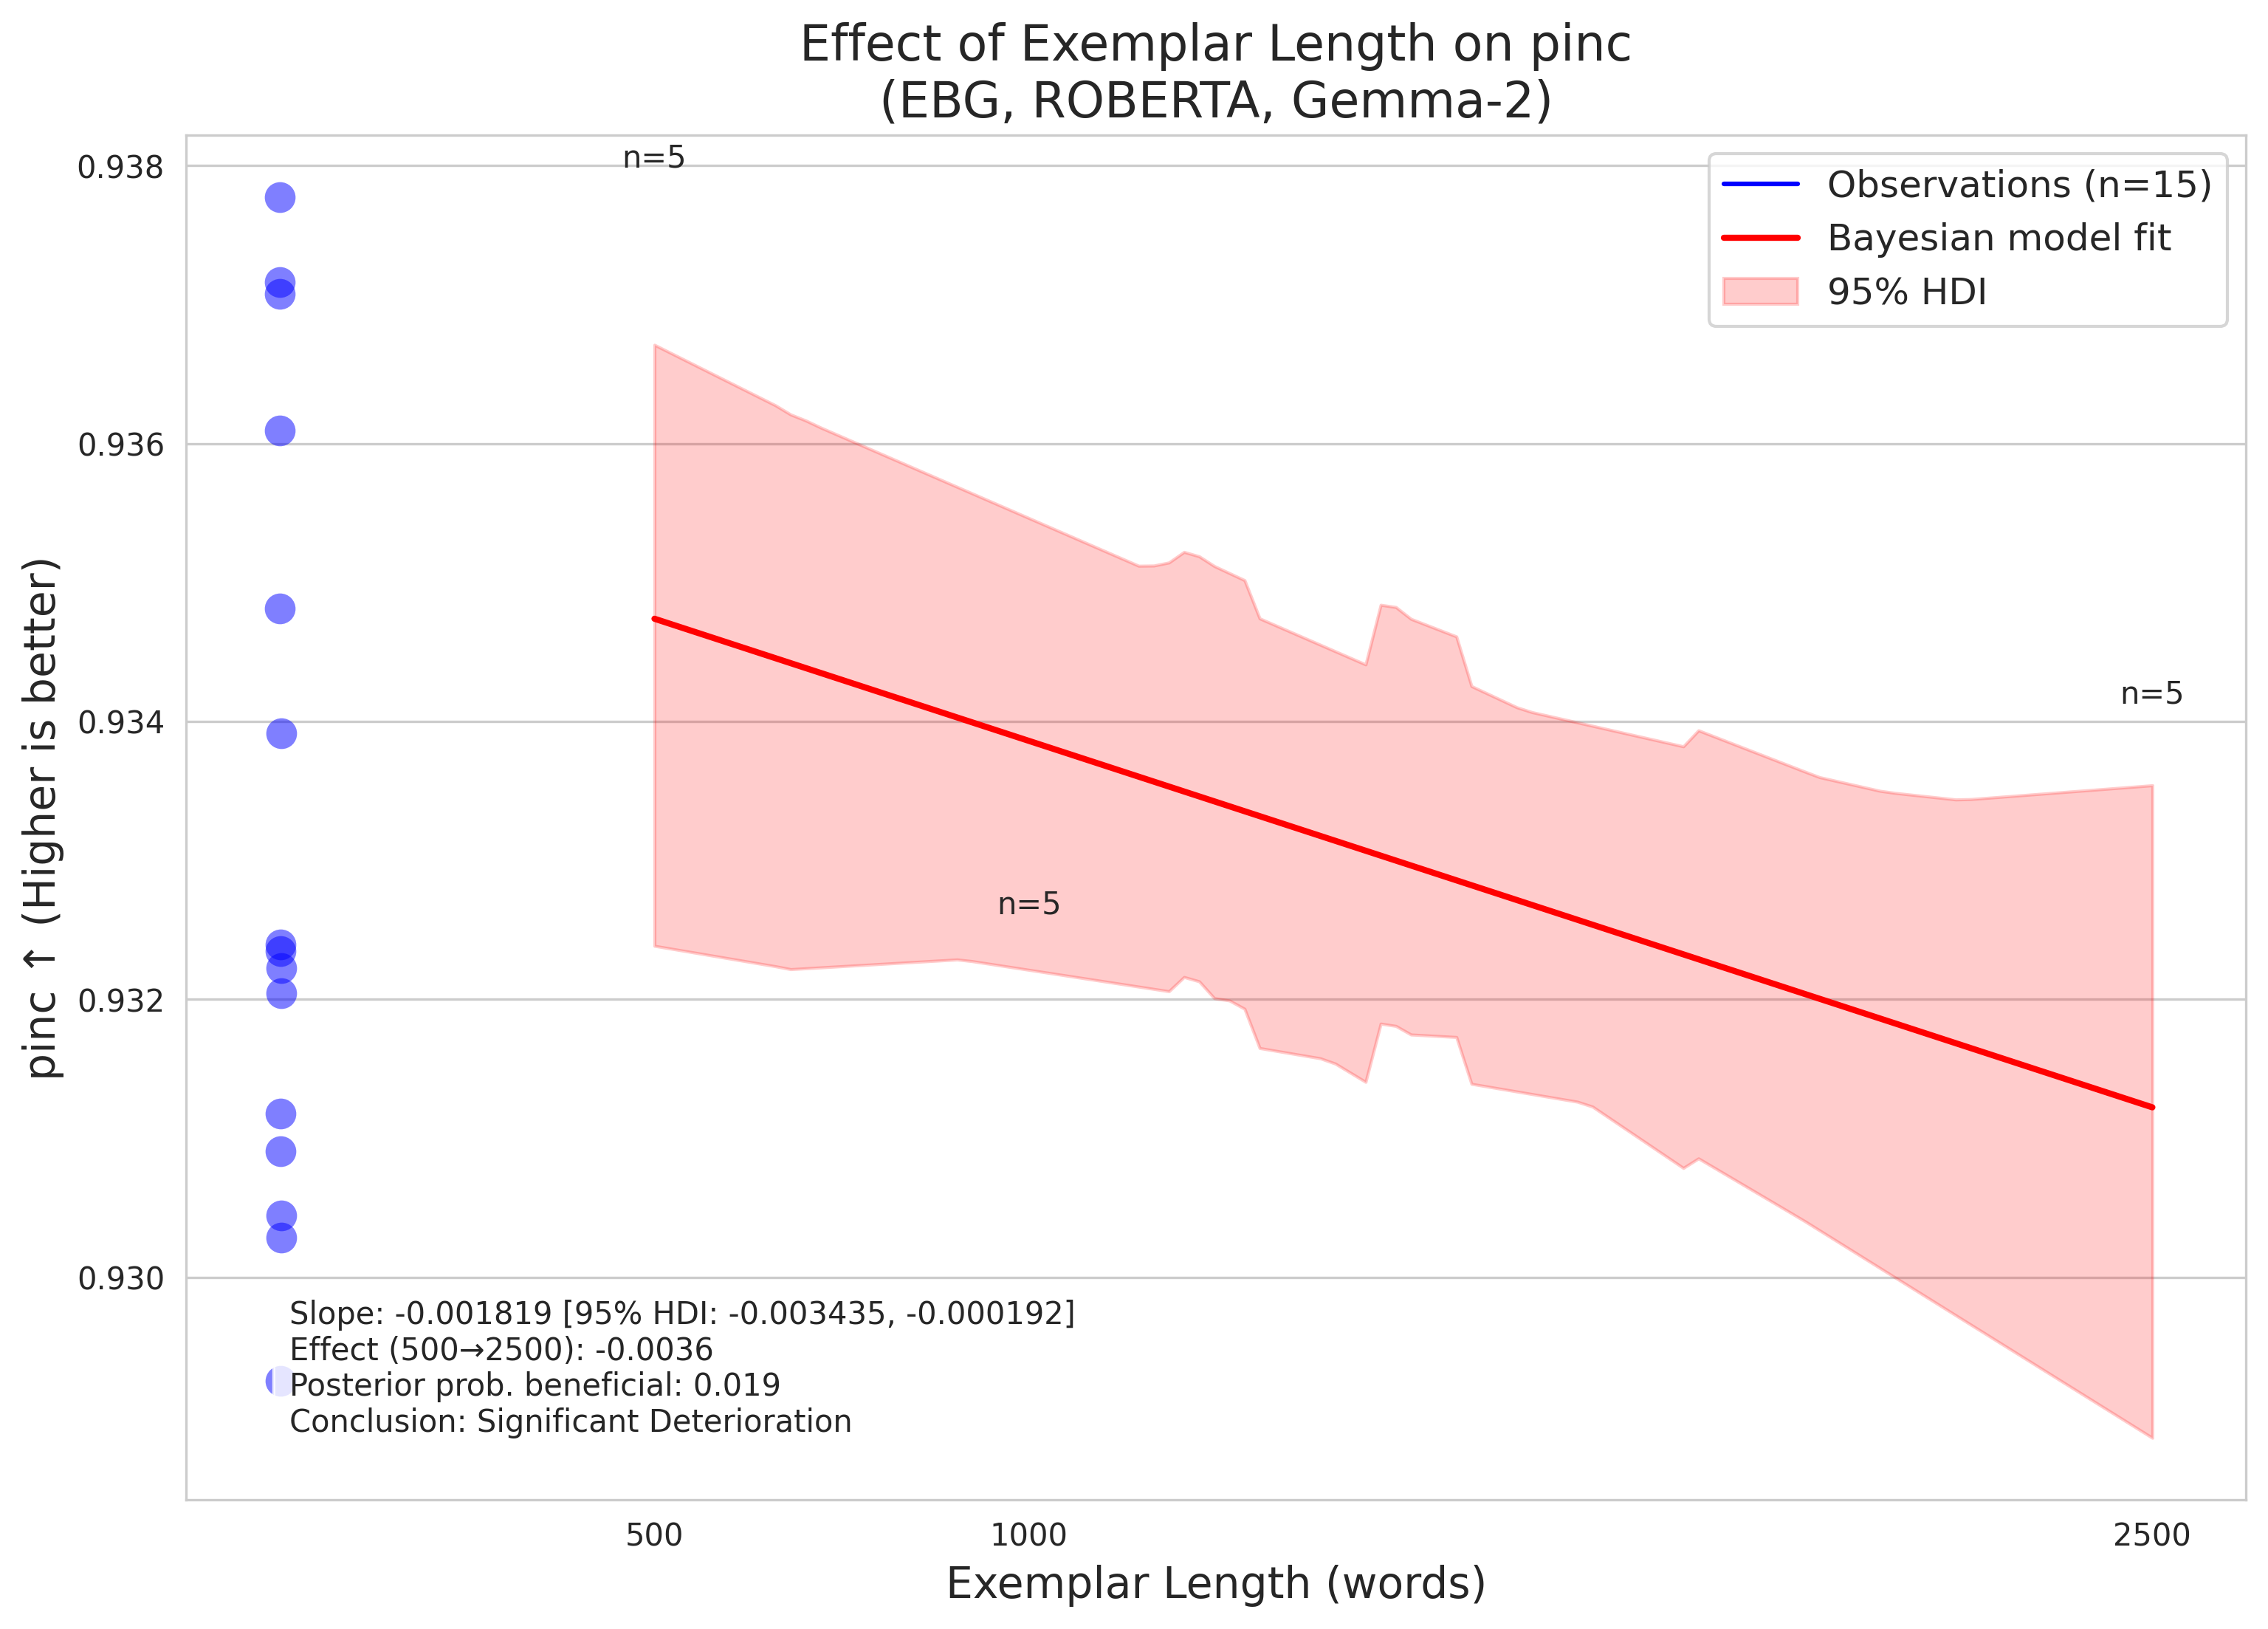 Effect of Exemplar Length on pinc
(EBG, ROBERTA, Gemma-2)
pinc ↑ (Higher is better)
0.938
0.936
0.934
0.932
0.930
n=5
n=5
n=5
Observations (n=15)
Bayesian model fit
95% HDI
Slope: -0.001819 [95% HDI: -0.003435, -0.000192]
Effect (500→2500): -0.0036
Posterior prob. beneficial: 0.019
Conclusion: Significant Deterioration
500
1000
2500
Exemplar Length (words)